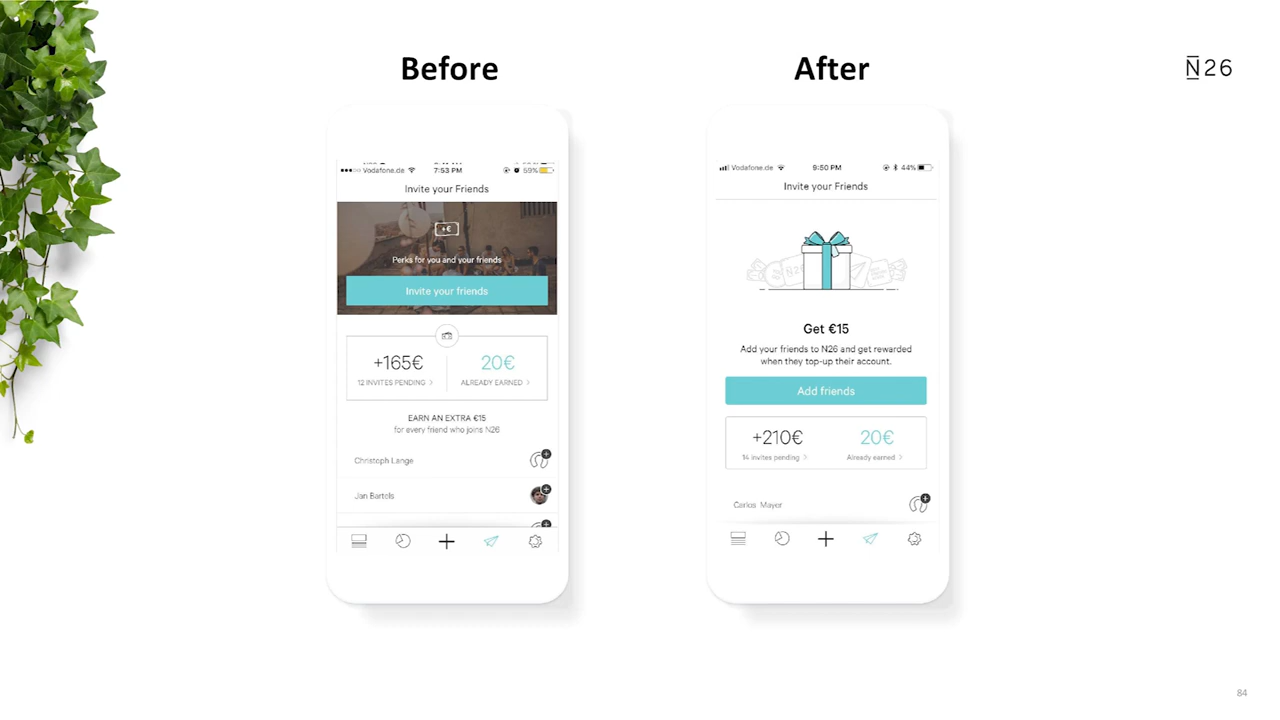 Before
After
N26
Vodafone.de
7:53 PM
59%
Invite your Friends
+€
Perks for you and your friends
Invite your friends
+165€
20€
12 INVITES PENDING >
ALREADY EARNED >
EARN AN EXTRA €15
for every friend who joins N26
Christoph Lange
Jan Bartels
Vodafone.de
9:50 PM
44%
Invite your Friends
Get €15
Add your friends to N26 and get rewarded
when they top-up their account.
Add friends
+210€
20€
14 invites pending >
Already earned >
Carlos Mayer
84